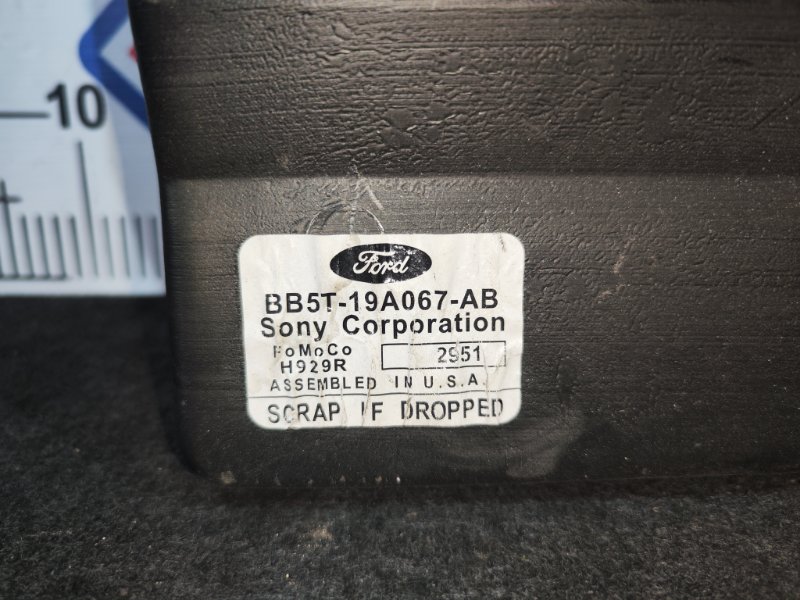 10
Ford
BB5T-19A067-AB
Sony Corporation
FoMoCo
H929R
2951
ASSEMBLED IN U.S.A
SCRAP IF DROPPED